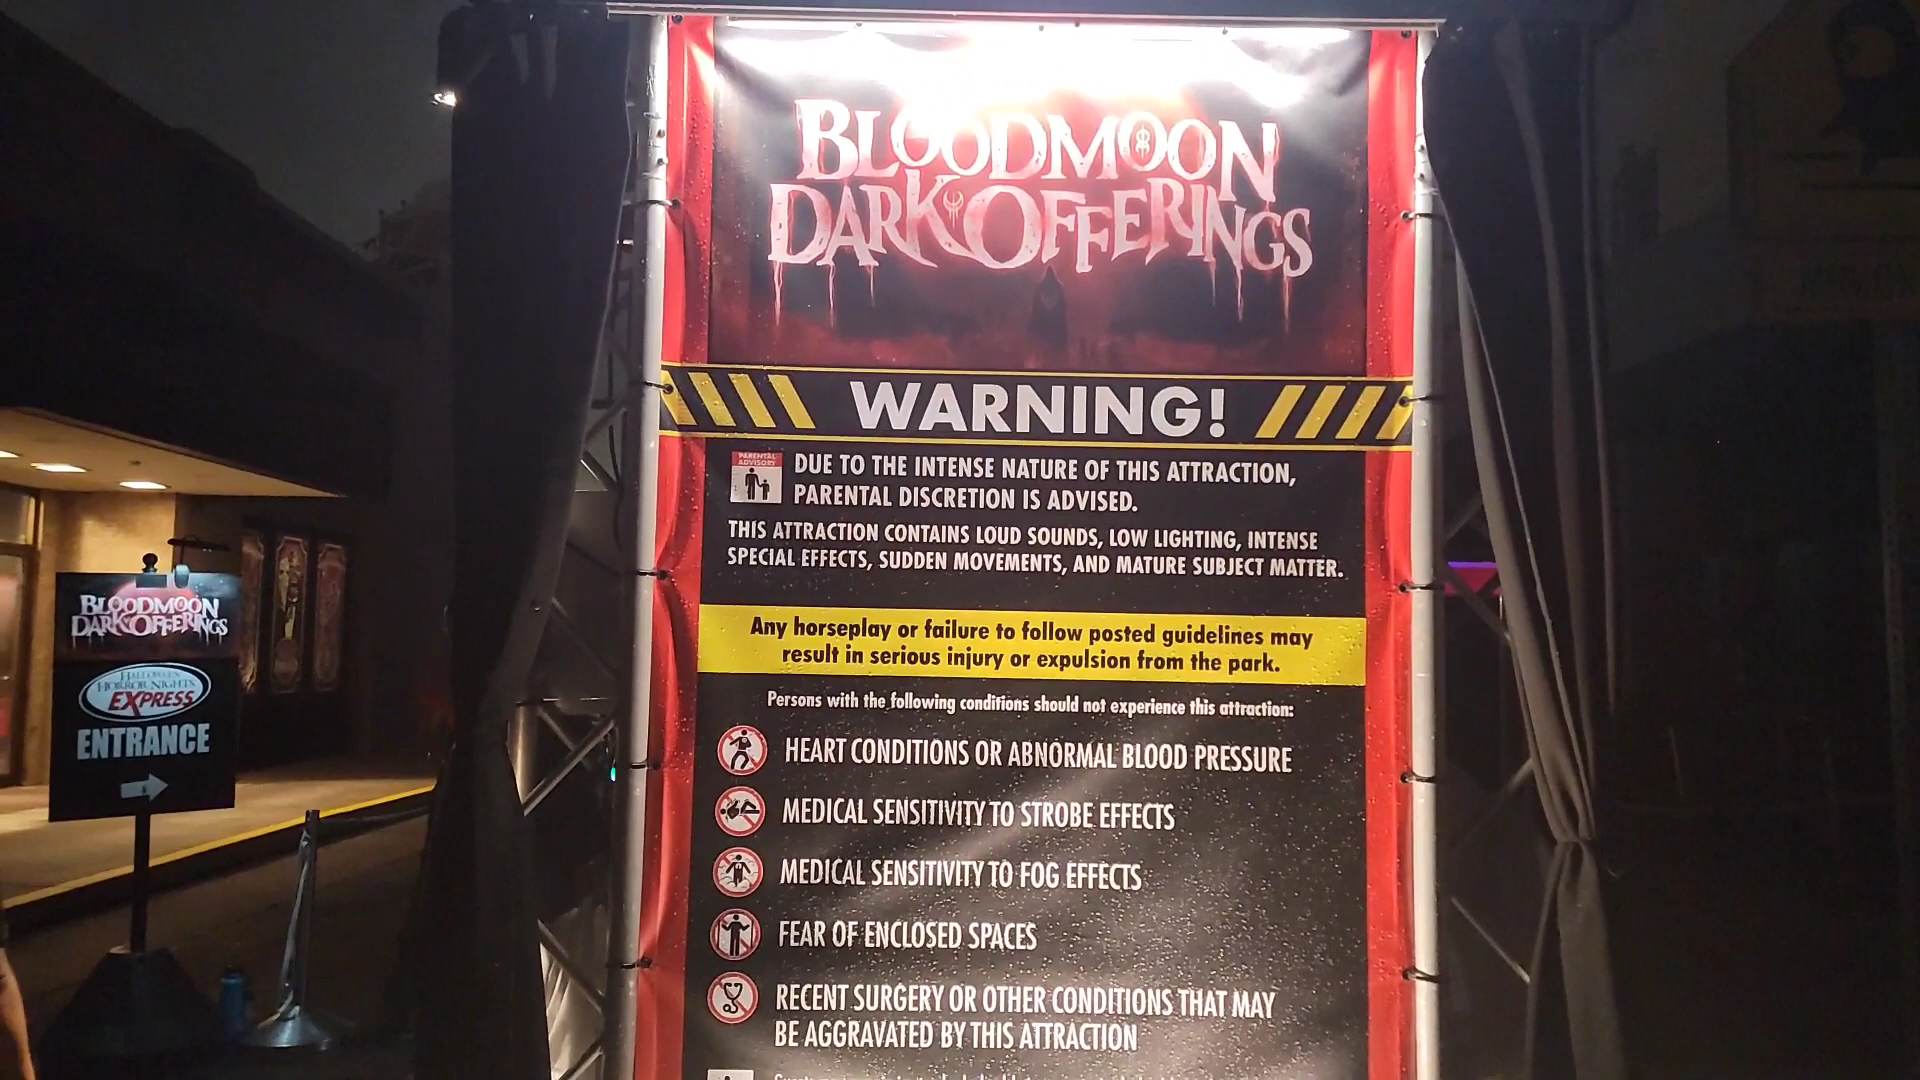 BLOODMOON
DARK OFFERINGS
WARNING!
PARENTAL
ADVISORY
DUE TO THE INTENSE NATURE OF THIS ATTRACTION,
PARENTAL DISCRETION IS ADVISED.
THIS ATTRACTION CONTAINS LOUD SOUNDS, LOW LIGHTING, INTENSE
SPECIAL EFFECTS, SUDDEN MOVEMENTS, AND MATURE SUBJECT MATTER.
Any horseplay or failure to follow posted guidelines may
result in serious injury or expulsion from the park.
Persons with the following conditions should not experience this attraction:
HEART CONDITIONS OR ABNORMAL BLOOD PRESSURE
MEDICAL SENSITIVITY TO STROBE EFFECTS
MEDICAL SENSITIVITY TO FOG EFFECTS
FEAR OF ENCLOSED SPACES
RECENT SURGERY OR OTHER CONDITIONS THAT MAY
BE AGGRAVATED BY THIS ATTRACTION
BLOODMOON
DARK OFFERINGS
HALLOWEEN
HORROR NIGHTS
EXPRESS
ENTRANCE